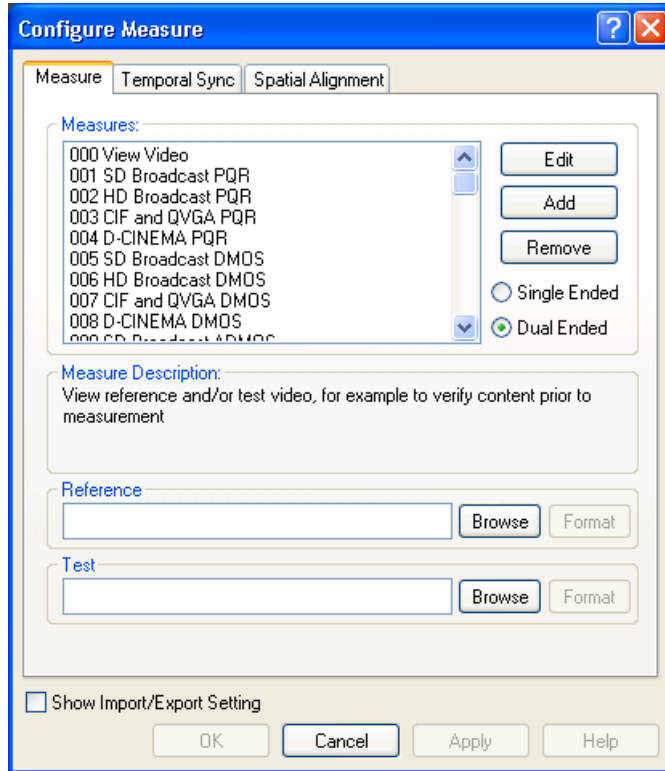 Configure Measure
Measure Temporal Sync Spatial Alignment
Measures:
000 View Video
001 SD Broadcast PQR
002 HD Broadcast PQR
003 CIF and QVGA PQR
004 D-CINEMA PQR
005 SD Broadcast DMOS
006 HD Broadcast DMOS
007 CIF and QVGA DMOS
008 D-CINEMA DMOS
009 SD Broadcast ADMOS
Edit
Add
Remove
Single Ended
Dual Ended
Measure Description:
View reference and/or test video, for example to verify content prior to
measurement
Reference
Browse Format
Test
Browse Format
Show Import/Export Setting
OK Cancel Apply Help